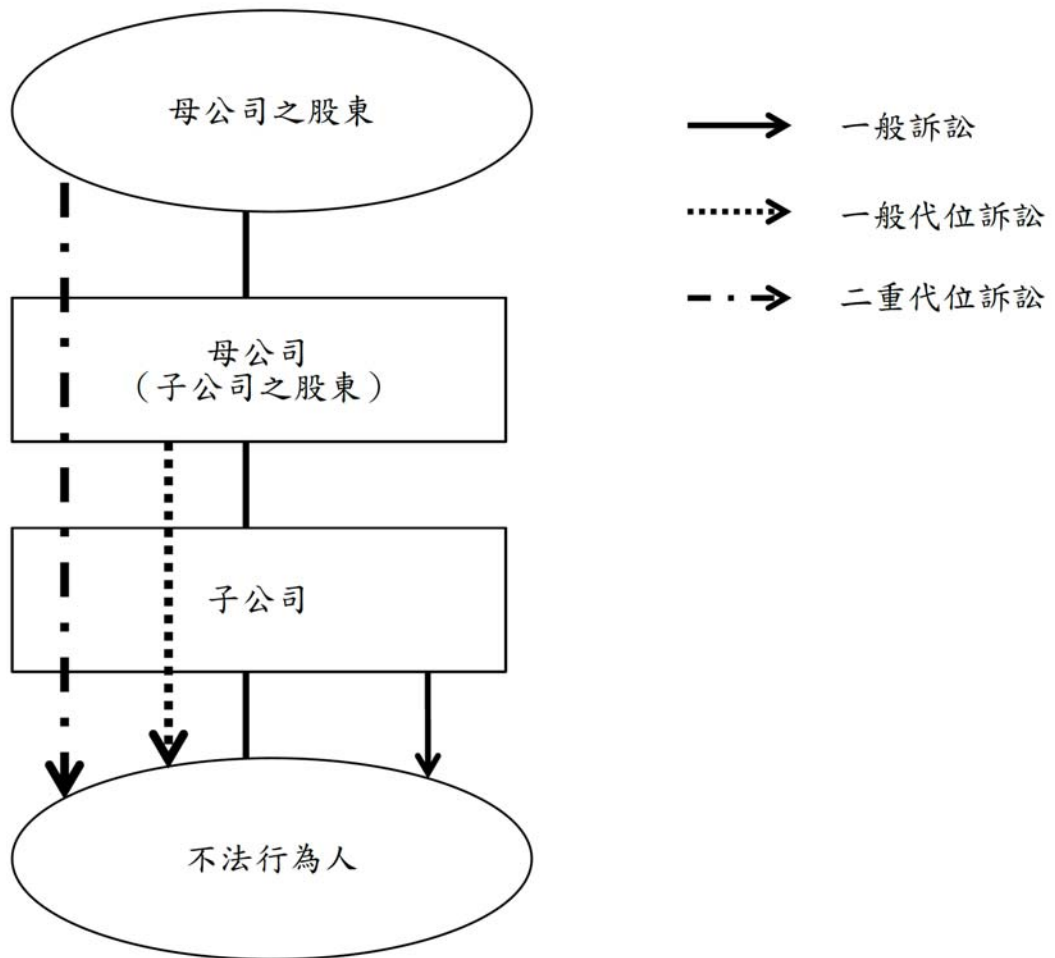 母公司之股東
一般訴訟
一般代位訴訟
二重代位訴訟
母公司
（子公司之股東）
子公司
不法行為人